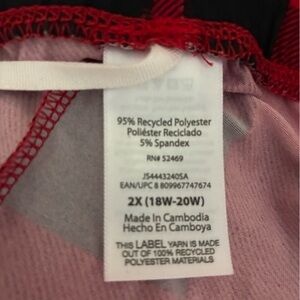 95% Recycled Polyester
Poliéster Reciclado
5% Spandex
RN# 52469
JS44432405A
EAN/UPC 8 809967747674
2X (18W-20W)
Made In Cambodia
Hecho En Camboya
THIS LABEL YARN IS MADE
OUT OF 100% RECYCLED
POLYESTER MATERIALS